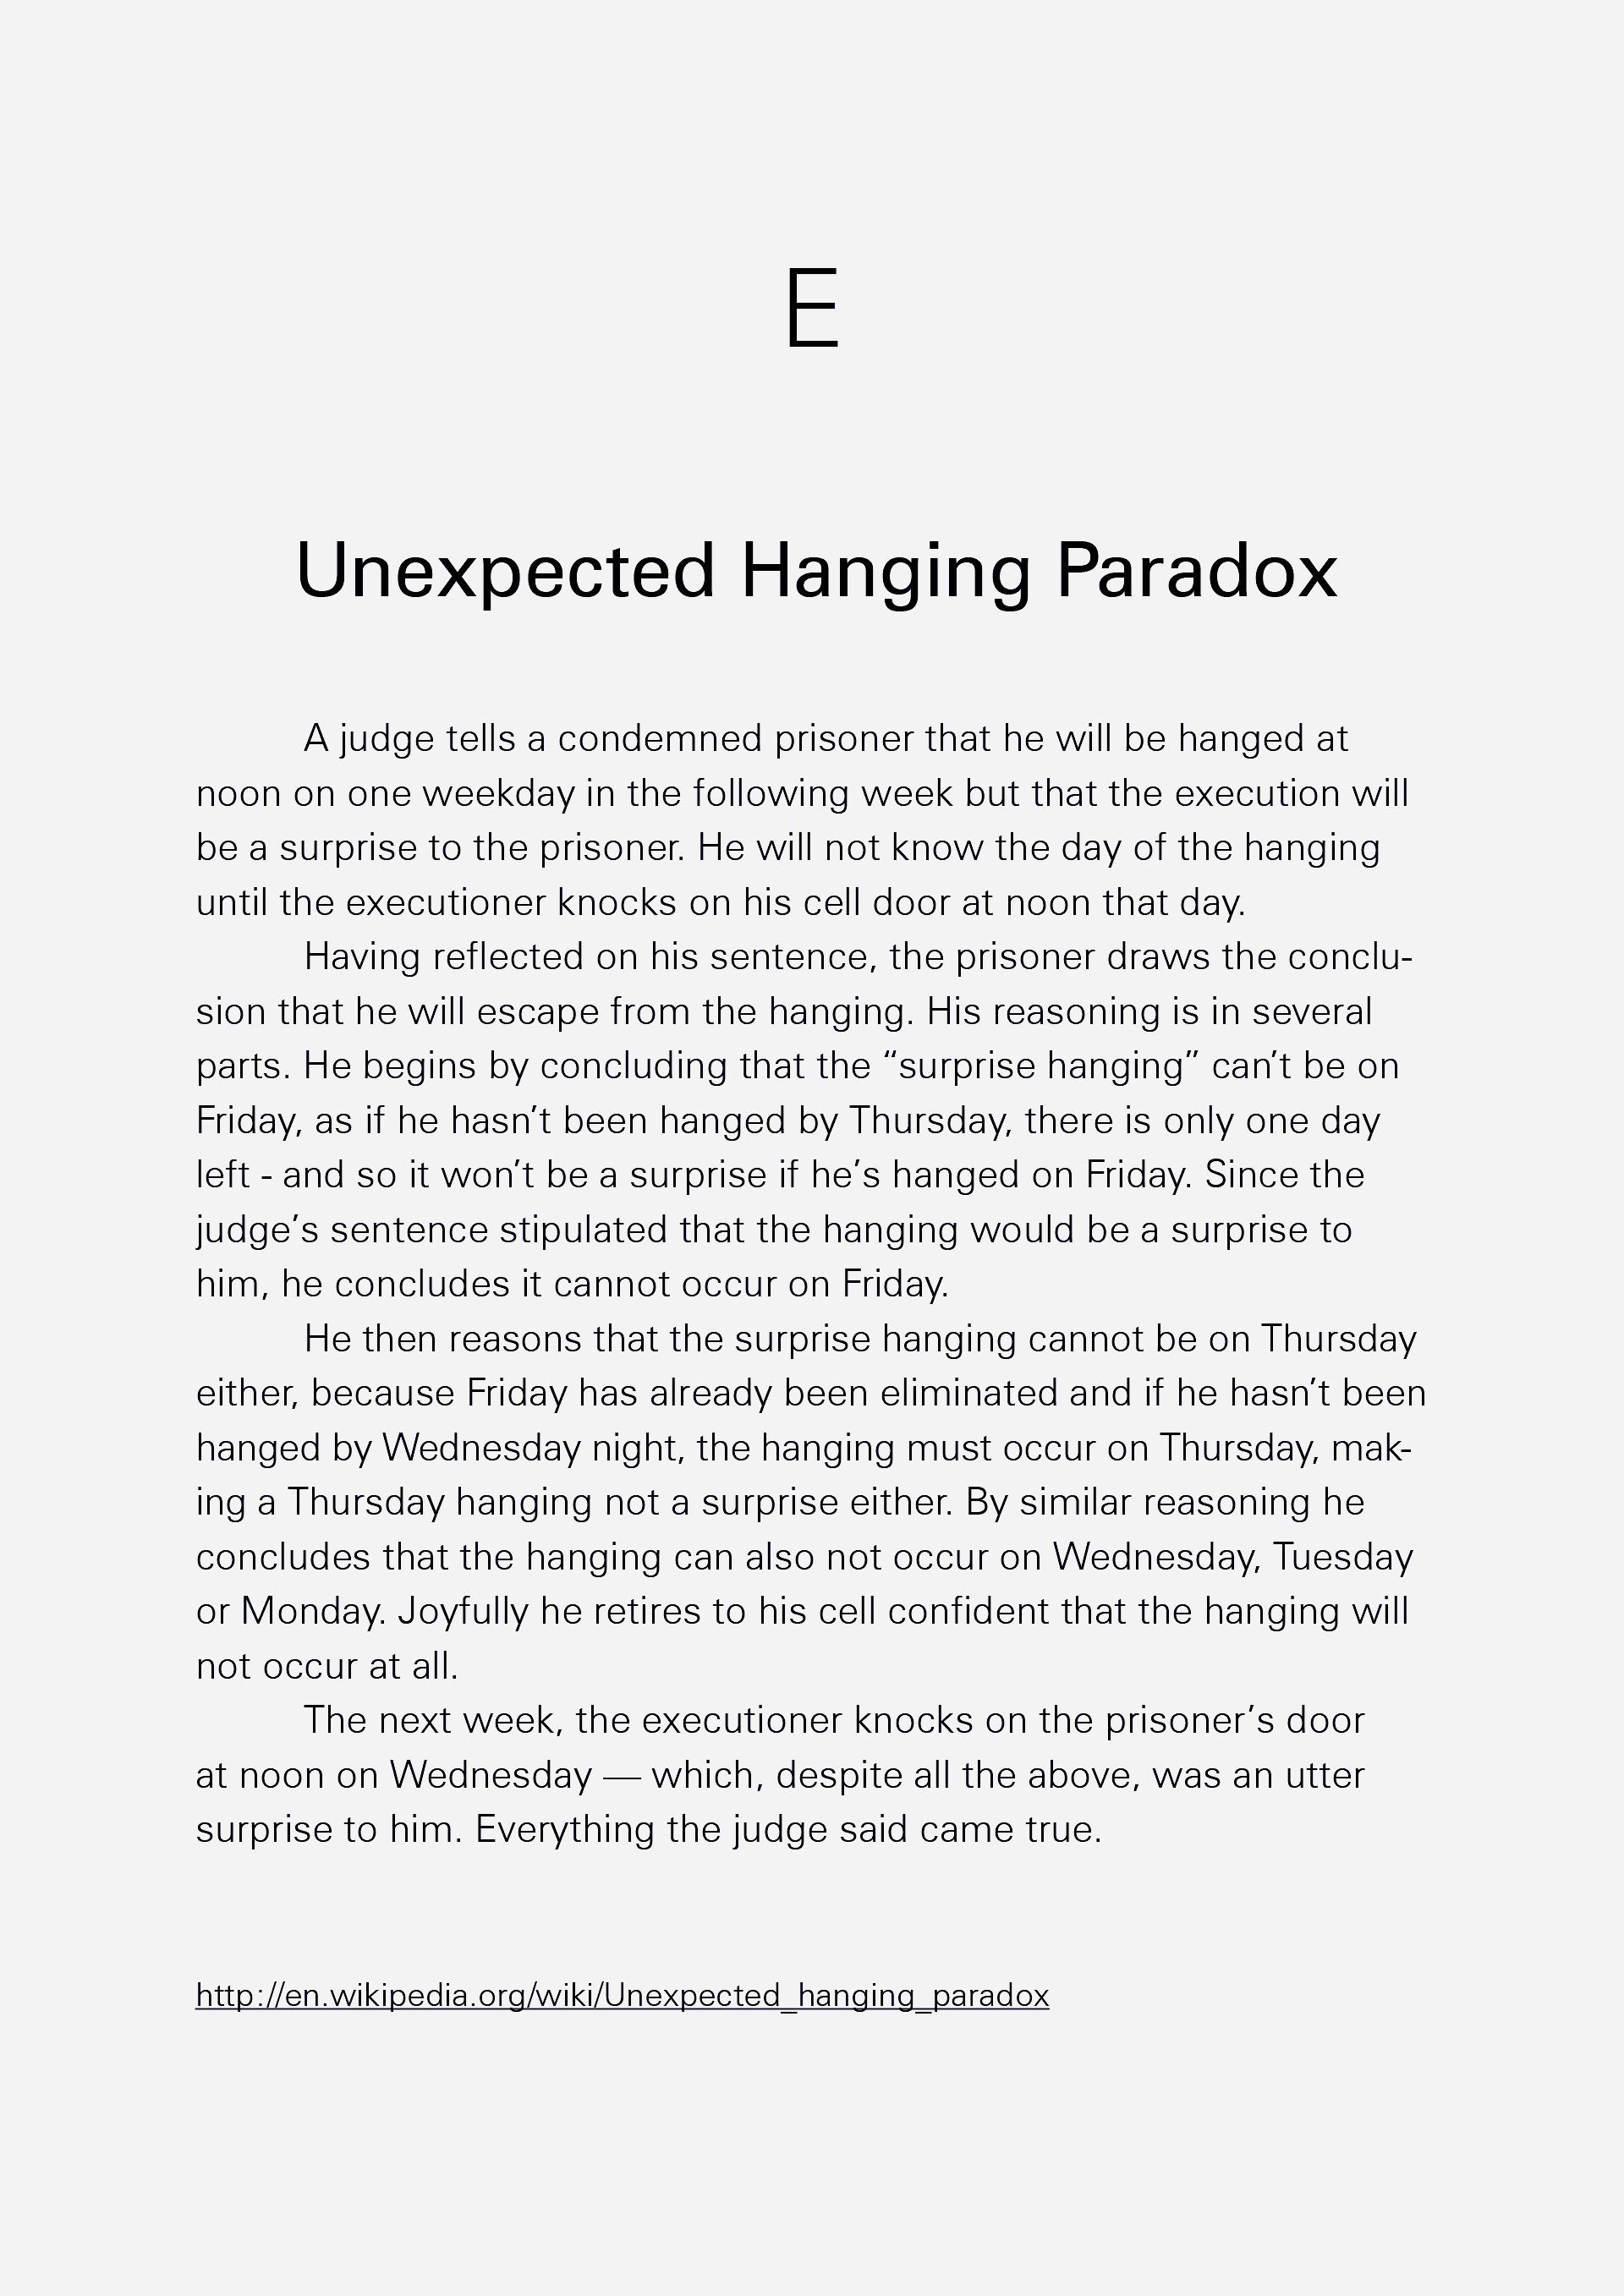 E
Unexpected Hanging Paradox
A judge tells a condemned prisoner that he will be hanged at
noon on one weekday in the following week but that the execution will
be a surprise to the prisoner. He will not know the day of the hanging
until the executioner knocks on his cell door at noon that day.
Having reflected on his sentence, the prisoner draws the conclu-
sion that he will escape from the hanging. His reasoning is in several
parts. He begins by concluding that the “surprise hanging” can’t be on
Friday, as if he hasn’t been hanged by Thursday, there is only one day
left - and so it won’t be a surprise if he’s hanged on Friday. Since the
judge’s sentence stipulated that the hanging would be a surprise to
him, he concludes it cannot occur on Friday.
He then reasons that the surprise hanging cannot be on Thursday
either, because Friday has already been eliminated and if he hasn’t been
hanged by Wednesday night, the hanging must occur on Thursday, mak-
ing a Thursday hanging not a surprise either. By similar reasoning he
concludes that the hanging can also not occur on Wednesday, Tuesday
or Monday. Joyfully he retires to his cell confident that the hanging will
not occur at all.
The next week, the executioner knocks on the prisoner’s door
at noon on Wednesday — which, despite all the above, was an utter
surprise to him. Everything the judge said came true.
http://en.wikipedia.org/wiki/Unexpected_hanging_paradox